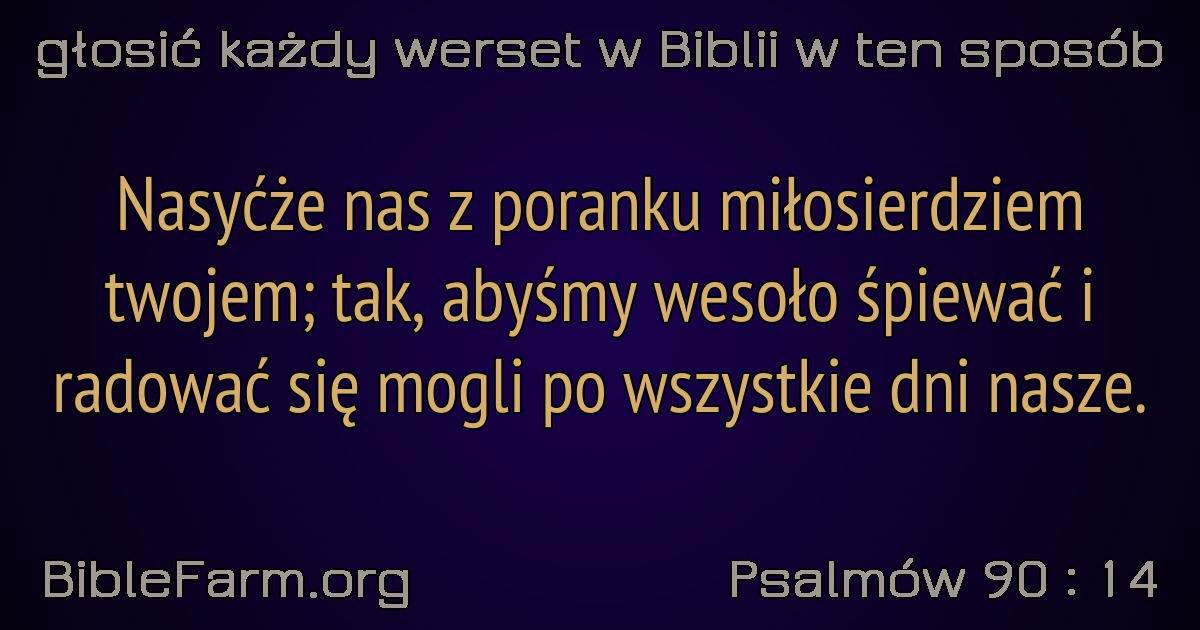 głosić każdy werset w Biblii w ten sposób
Nasyćże nas z poranku miłosierdziem
twojem; tak, abyśmy wesoło śpiewać i
radować się mogli po wszystkie dni nasze.
BibleFarm.org
Psalmów 90 : 14